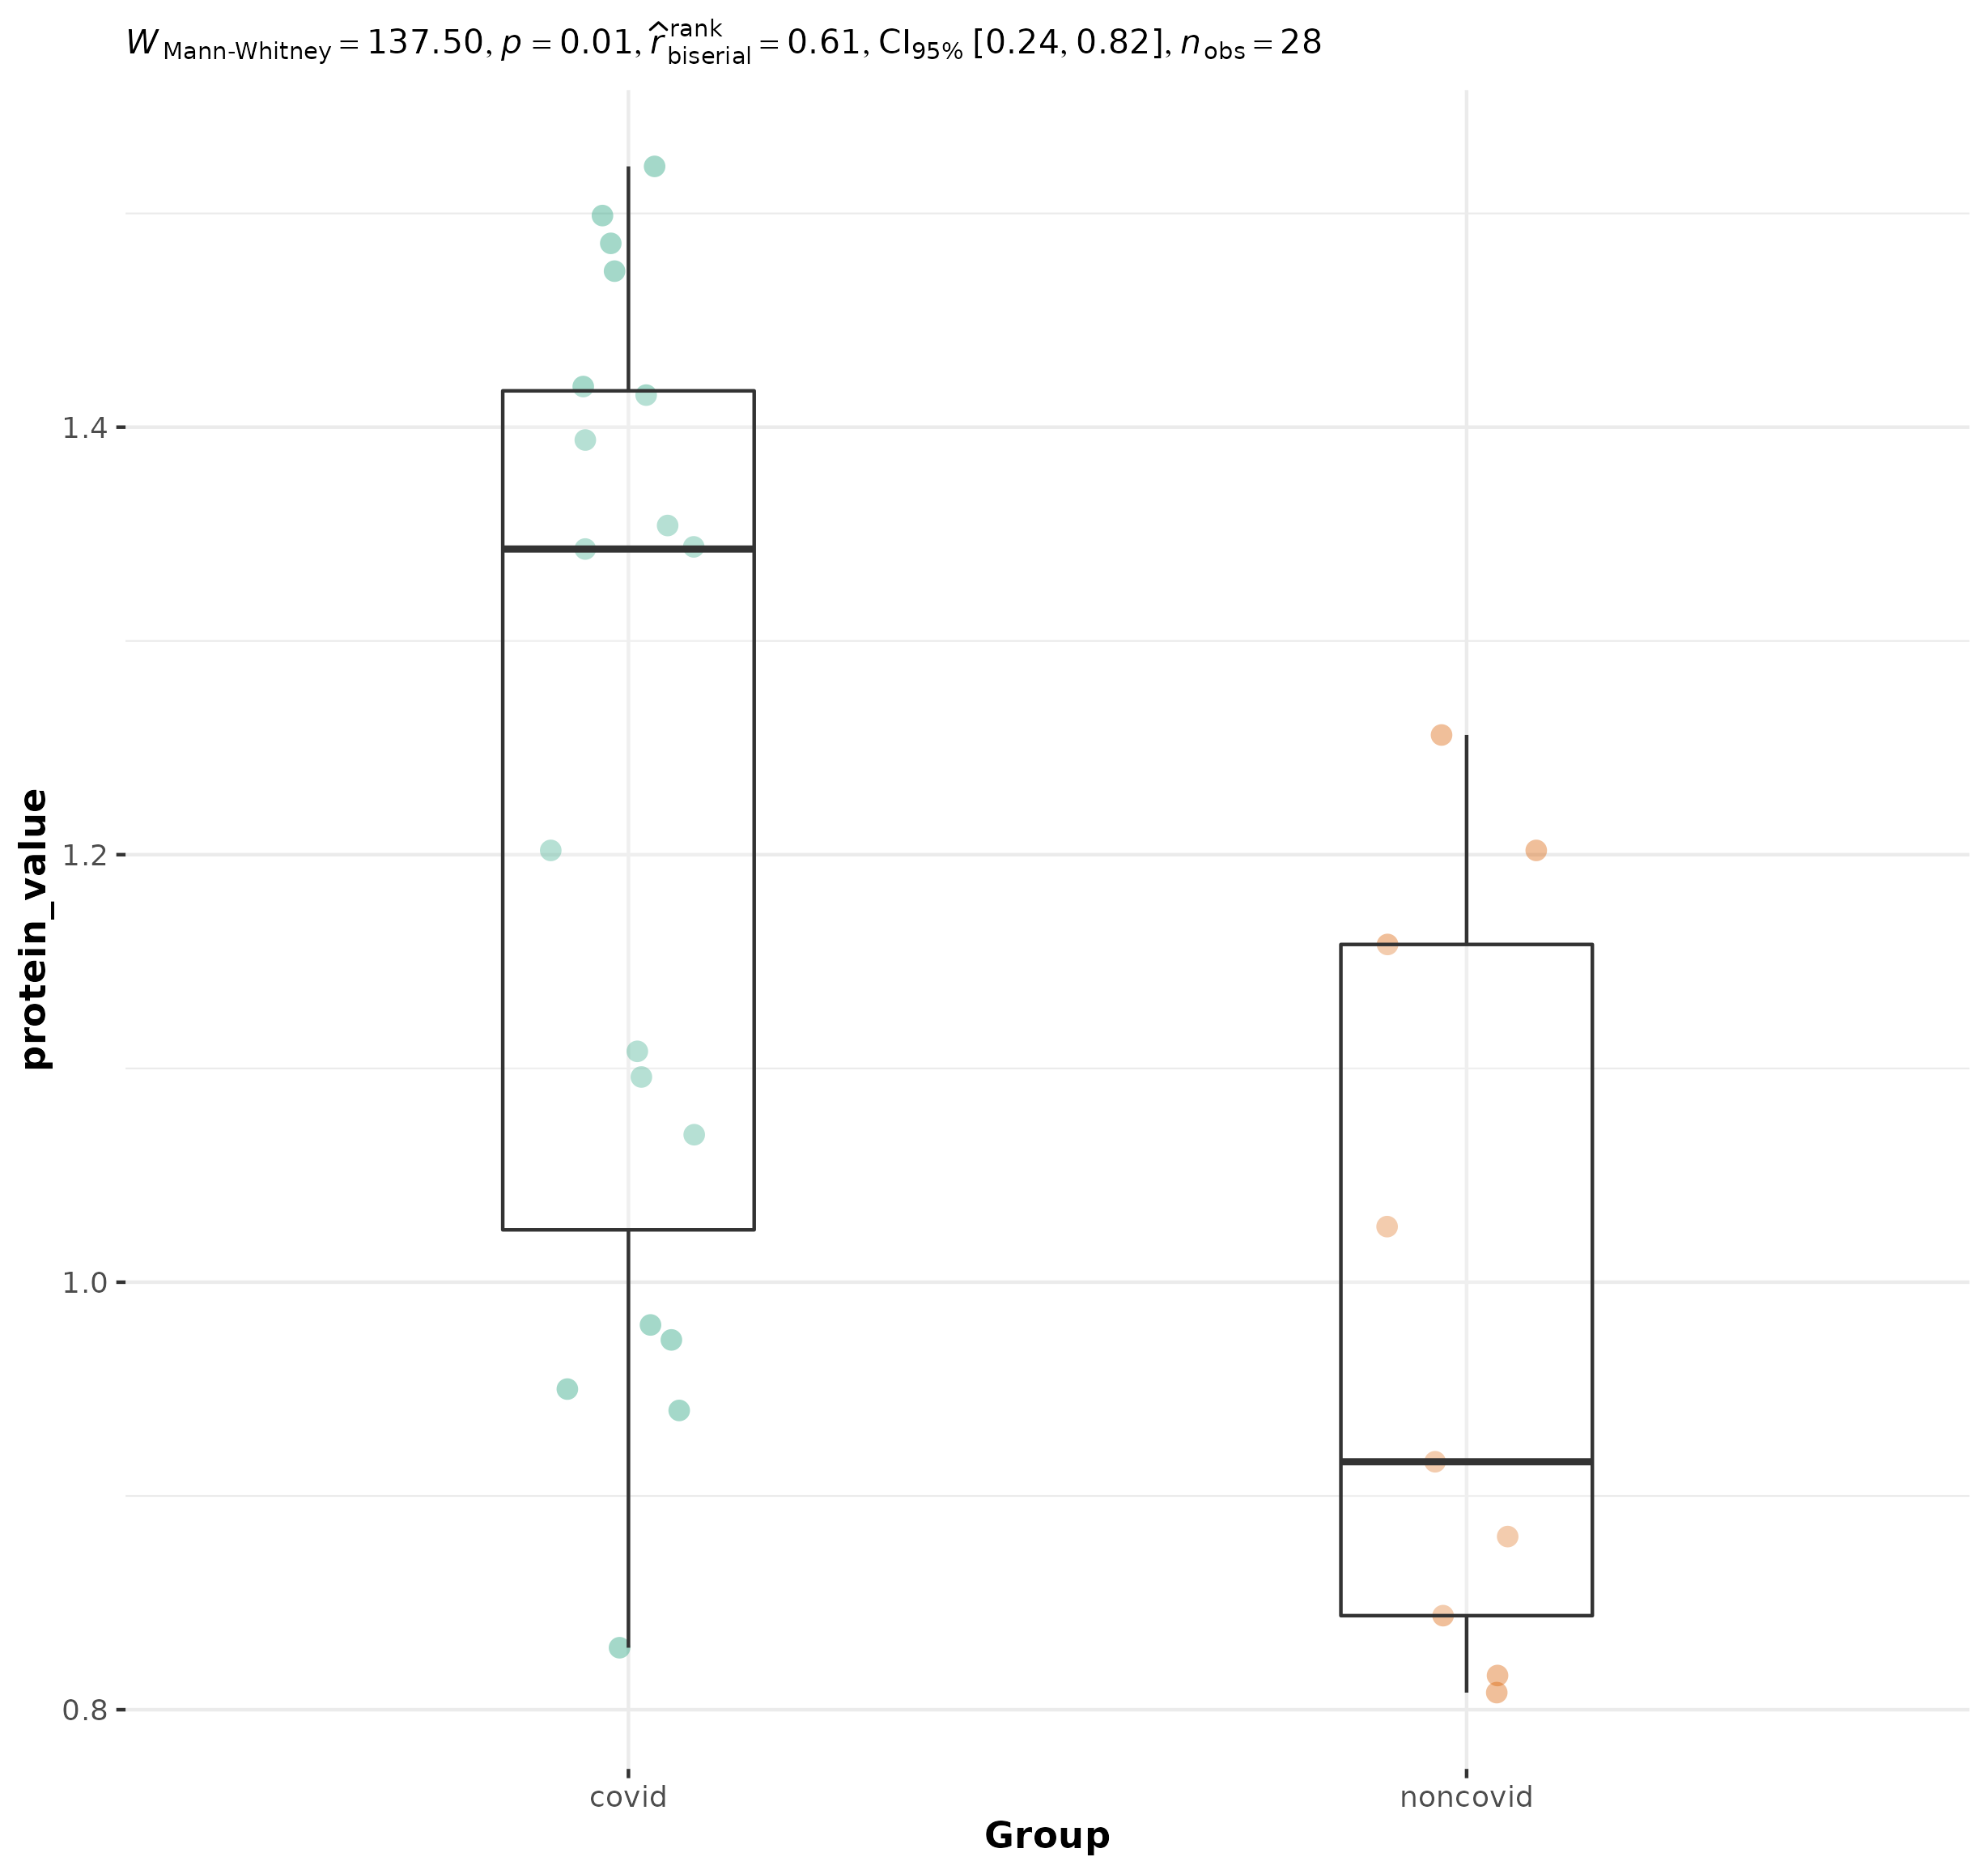 W Mann-Whitney = 137.50, p = 0.01, r̂ rank biserial = 0.61, CI95% [0.24, 0.82], nobs = 28
protein_value
1.4
1.2
1.0
0.8
covid noncovid
Group